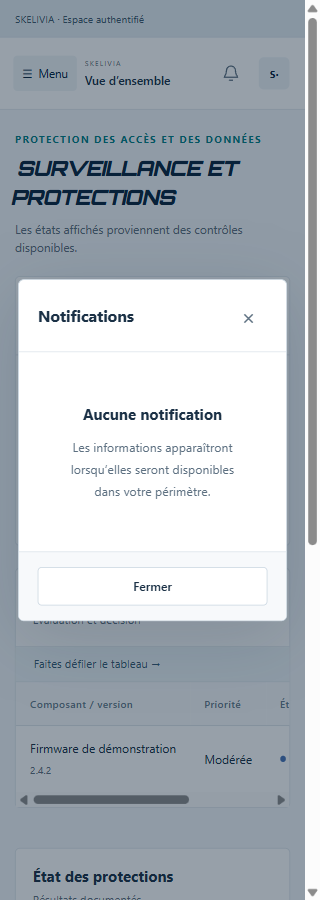 SKELIVIA · Espace authentifié
☰ Menu
SKELIVIA
Vue d’ensemble
S·
PROTECTION DES ACCÈS ET DES DONNÉES
SURVEILLANCE ET
PROTECTIONS
Les états affichés proviennent des contrôles
disponibles.
Notifications
×
Aucune notification
Les informations apparaîtront
lorsqu’elles seront disponibles
dans votre périmètre.
Fermer
Évaluation et décision
Faites défiler le tableau →
Composant / version Priorité Ét
Firmware de démonstration
2.4.2
Modérée
État des protections
Résultats documentés